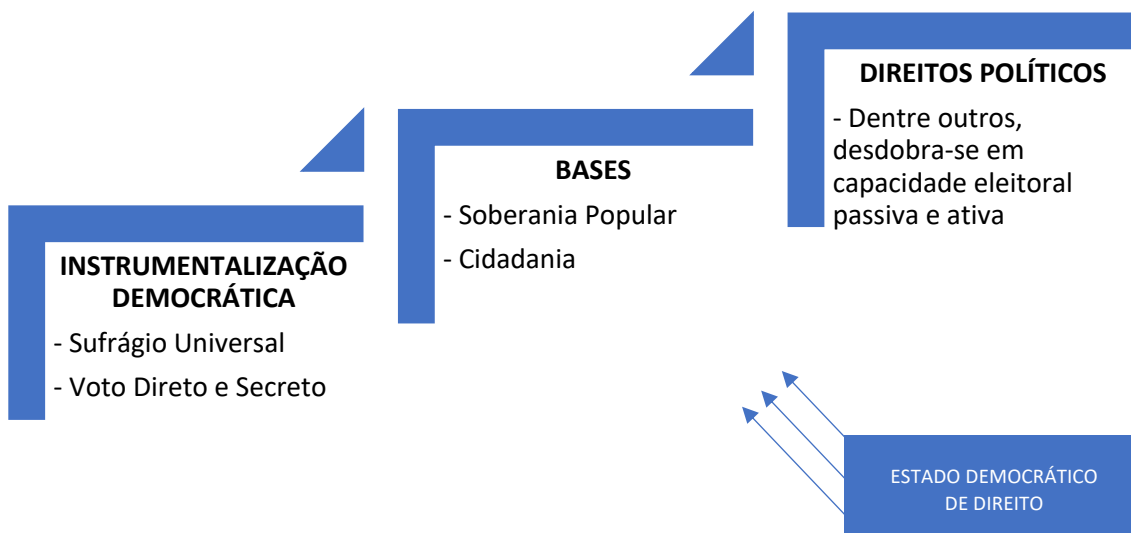 INSTRUMENTALIZAÇÃO
DEMOCRÁTICA
- Sufrágio Universal
- Voto Direto e Secreto
BASES
- Soberania Popular
- Cidadania
DIREITOS POLÍTICOS
- Dentre outros,
desdobra-se em
capacidade eleitoral
passiva e ativa
ESTADO DEMOCRÁTICO
DE DIREITO